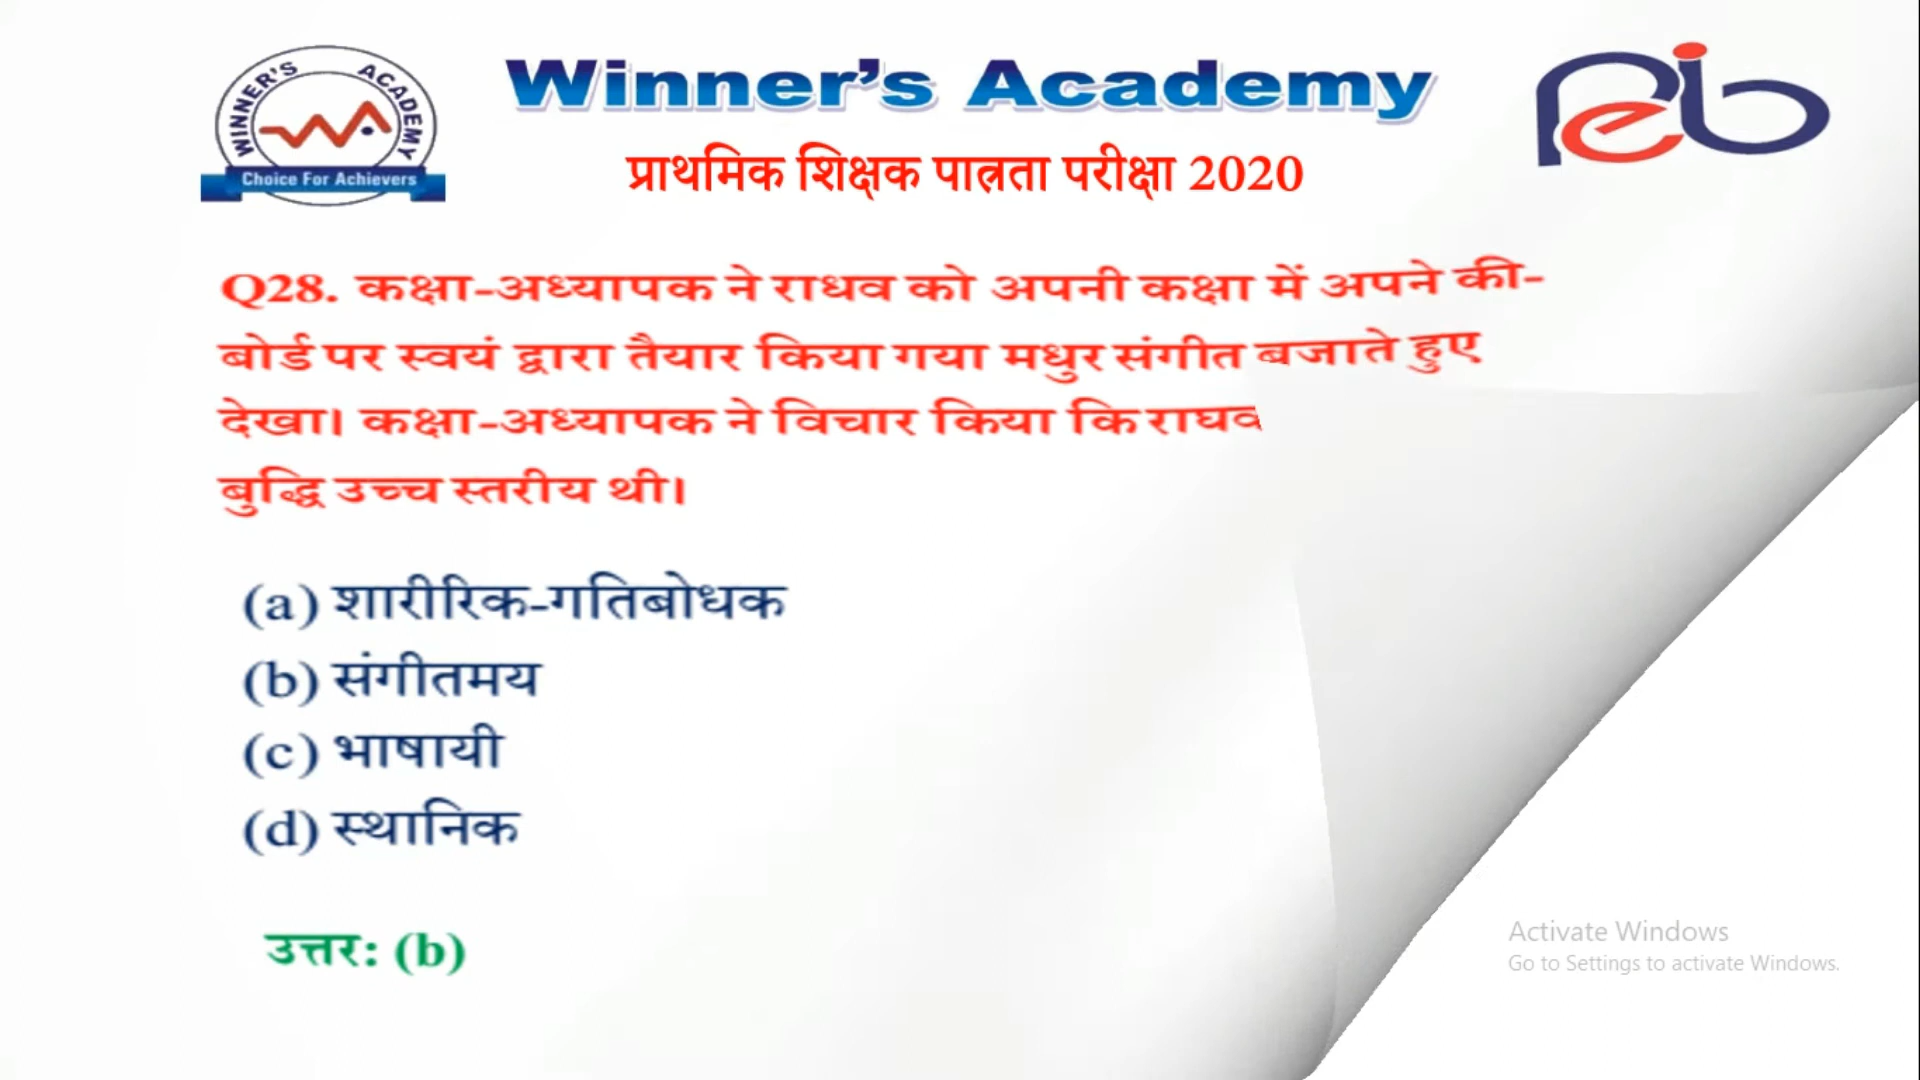 WINNER'S ACADEMY
Choice For Achievers
Winner's Academy
प्राथमिक शिक्षक पात्रता परीक्षा 2020
Peb
Q28. कक्षा-अध्यापक ने राधव को अपनी कक्षा में अपने की-
बोर्ड पर स्वयं द्वारा तैयार किया गया मधुर संगीत बजाते हुए
देखा। कक्षा-अध्यापक ने विचार किया कि राघव
बुद्धि उच्च स्तरीय थी।
(a) शारीरिक-गतिबोधक
(b) संगीतमय
(c) भाषायी
(d) स्थानिक
उत्तर: (b)
Activate Windows
Go to Settings to activate Windows.